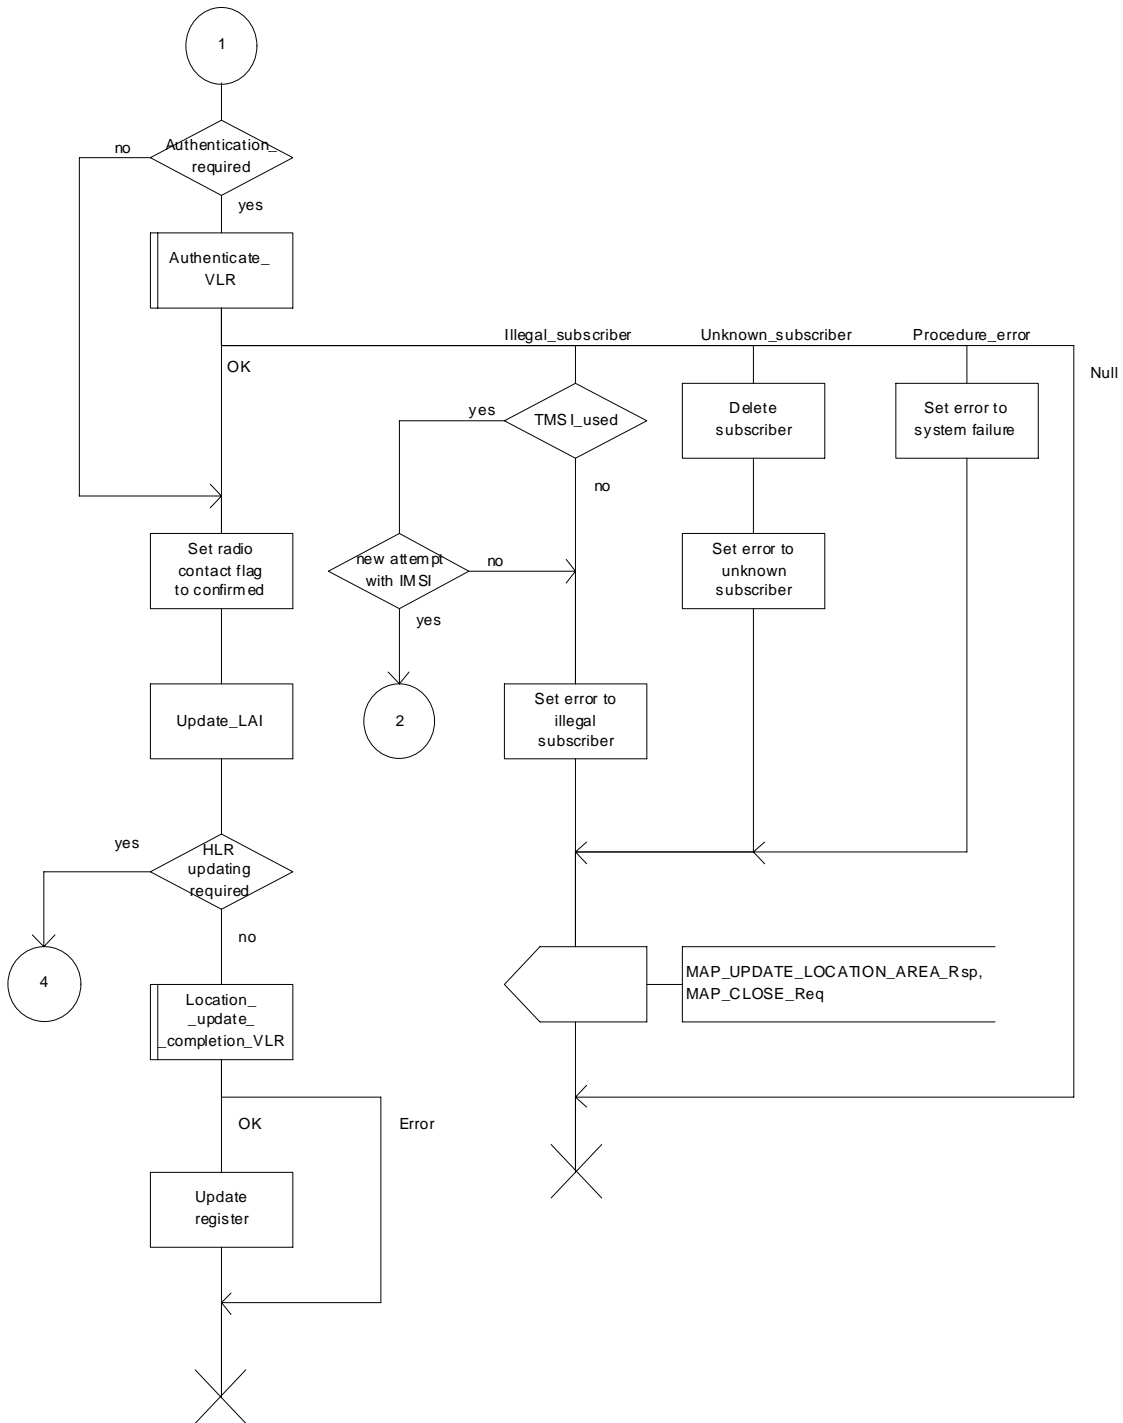 1
Authentication_
required
no
yes
Authenticate_
VLR
Illegal_subscriber
Unknown_subscriber
Procedure_error
OK
Null
yes
TMSI_used
no
Delete
subscriber
Set error to
system failure
Set radio
contact flag
to confirmed
new attempt
with IMSI
no
yes
Set error to
unknown
subscriber
Update_LAI
2
Set error to
illegal
subscriber
yes
HLR
updating
required
no
4
MAP_UPDATE_LOCATION_AREA_Rsp,
MAP_CLOSE_Req
Location_
_update_
_completion_VLR
OK
Error
Update
register